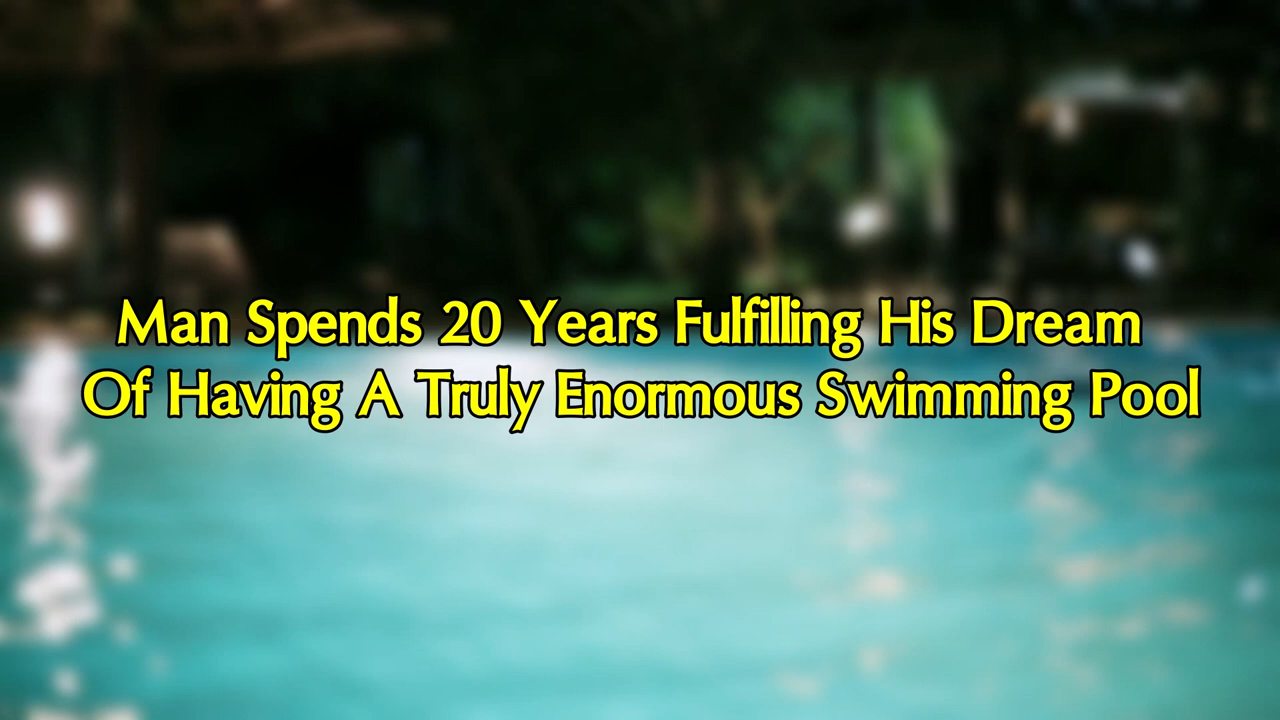 Man Spends 20 Years Fulfilling His Dream
Of Having A Truly Enormous Swimming Pool